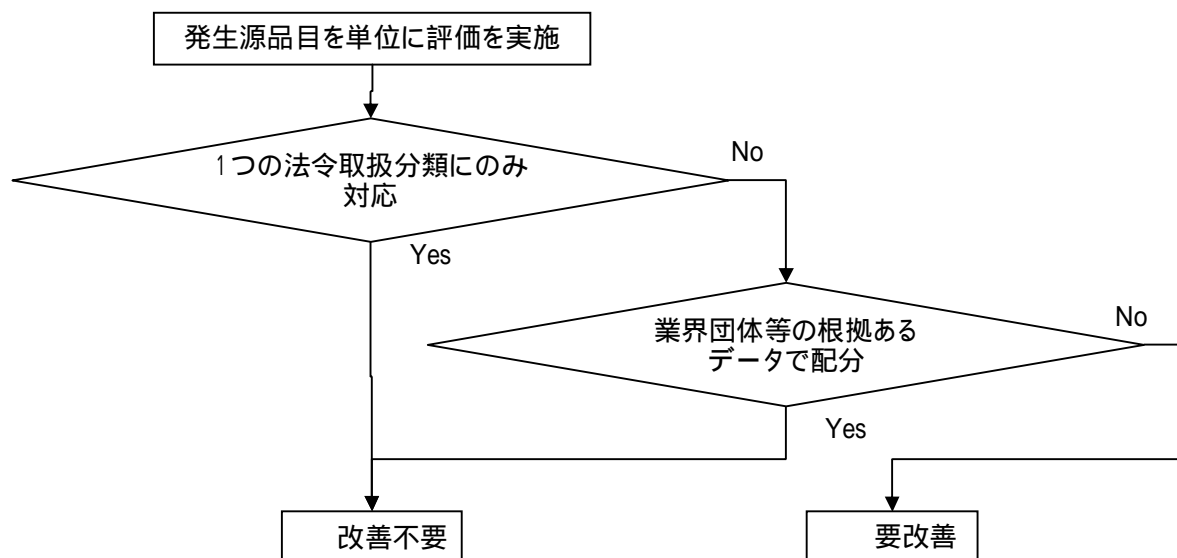 発生源品目を単位に評価を実施
1つの法令取扱分類にのみ
対応
No
Yes
業界団体等の根拠ある
データで配分
No
Yes
改善不要
要改善